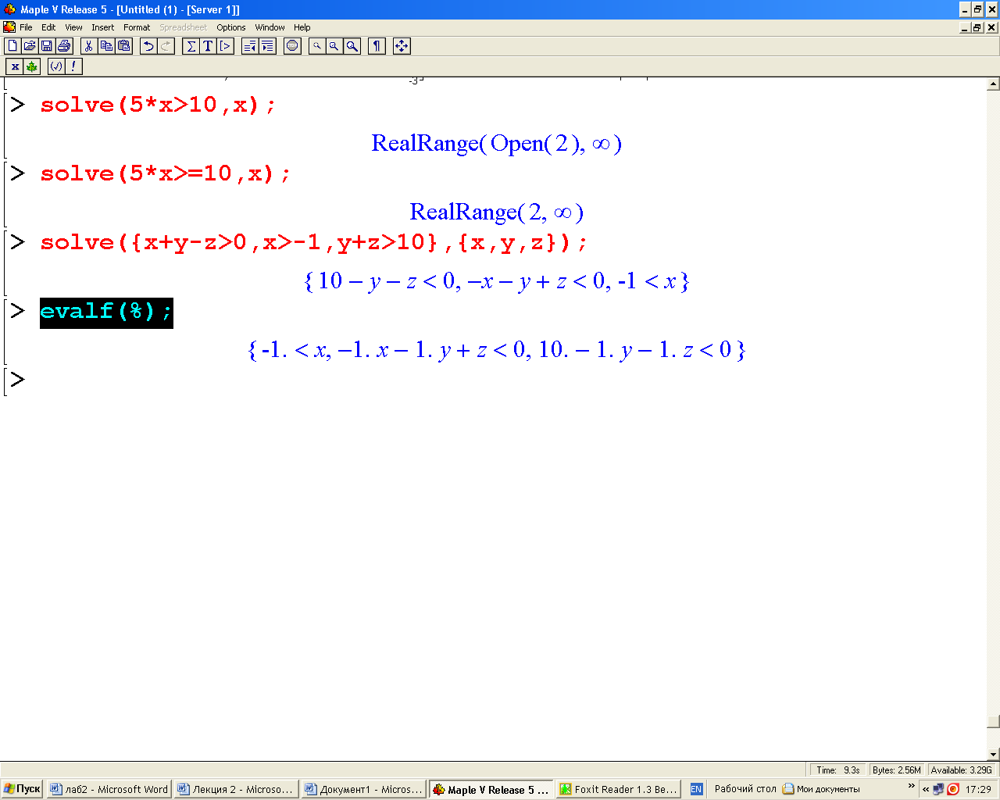 Maple V Release 5 - [Untitled (1) - [Server 1]]
File Edit View Insert Format Spreadsheet Options Window Help
-3
> solve(5*x>10,x);
RealRange(Open(2), ∞)
> solve(5*x>=10,x);
RealRange(2, ∞)
> solve({x+y-z>0,x>-1,y+z>10},{x,y,z});
{10 − y − z < 0, −x − y + z < 0, -1 < x}
> evalf(%);
{-1. < x, −1. x − 1. y + z < 0, 10. − 1. y − 1. z < 0}
>
Time: 9.3s Bytes: 2.56M Available: 3.29G
Пуск лаб2 - Microsoft Word Лекция 2 - Microso... Документ1 - Micros... Maple V Release 5 ... Foxit Reader 1.3 Be... EN Рабочий стол Мои документы » « 17:29